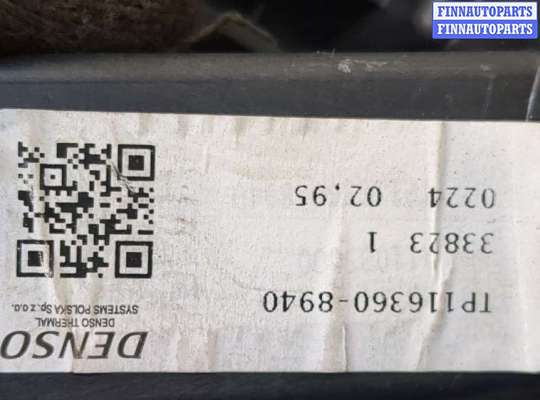 FINNAUTOPARTS
FINNAUTOPARTS
DENSO
DENSO THERMAL
SYSTEMS POLSKA Sp. z o.o.
TP116360-8940
33823 1
0224 02,95